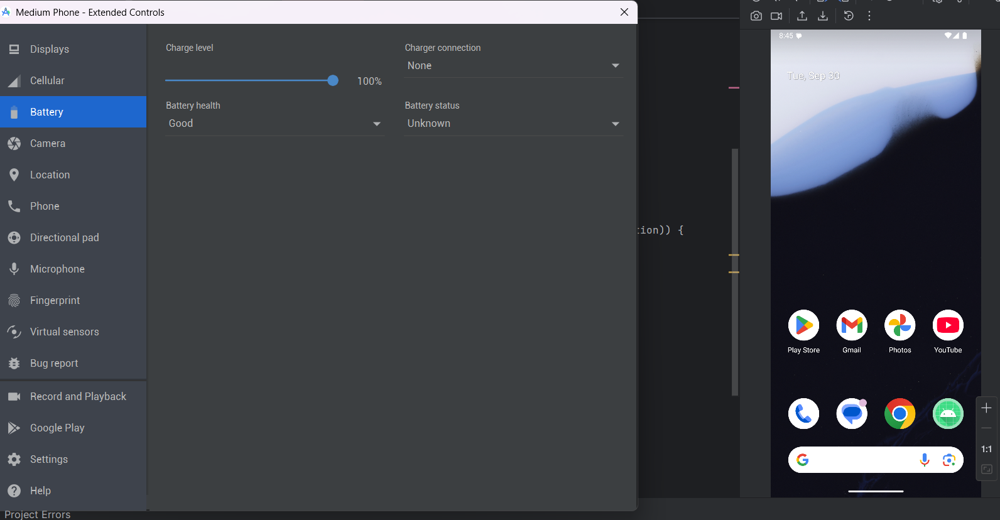 Medium Phone - Extended Controls
Displays
Cellular
Battery
Camera
Location
Phone
Directional pad
Microphone
Fingerprint
Virtual sensors
Bug report
Record and Playback
Google Play
Settings
Help
Charge level
100%
Charger connection
None
Battery health
Good
Battery status
Unknown
tion)) {
Project Errors
8:45
Tue, Sep 30
Play Store
Gmail
Photos
YouTube
1:1